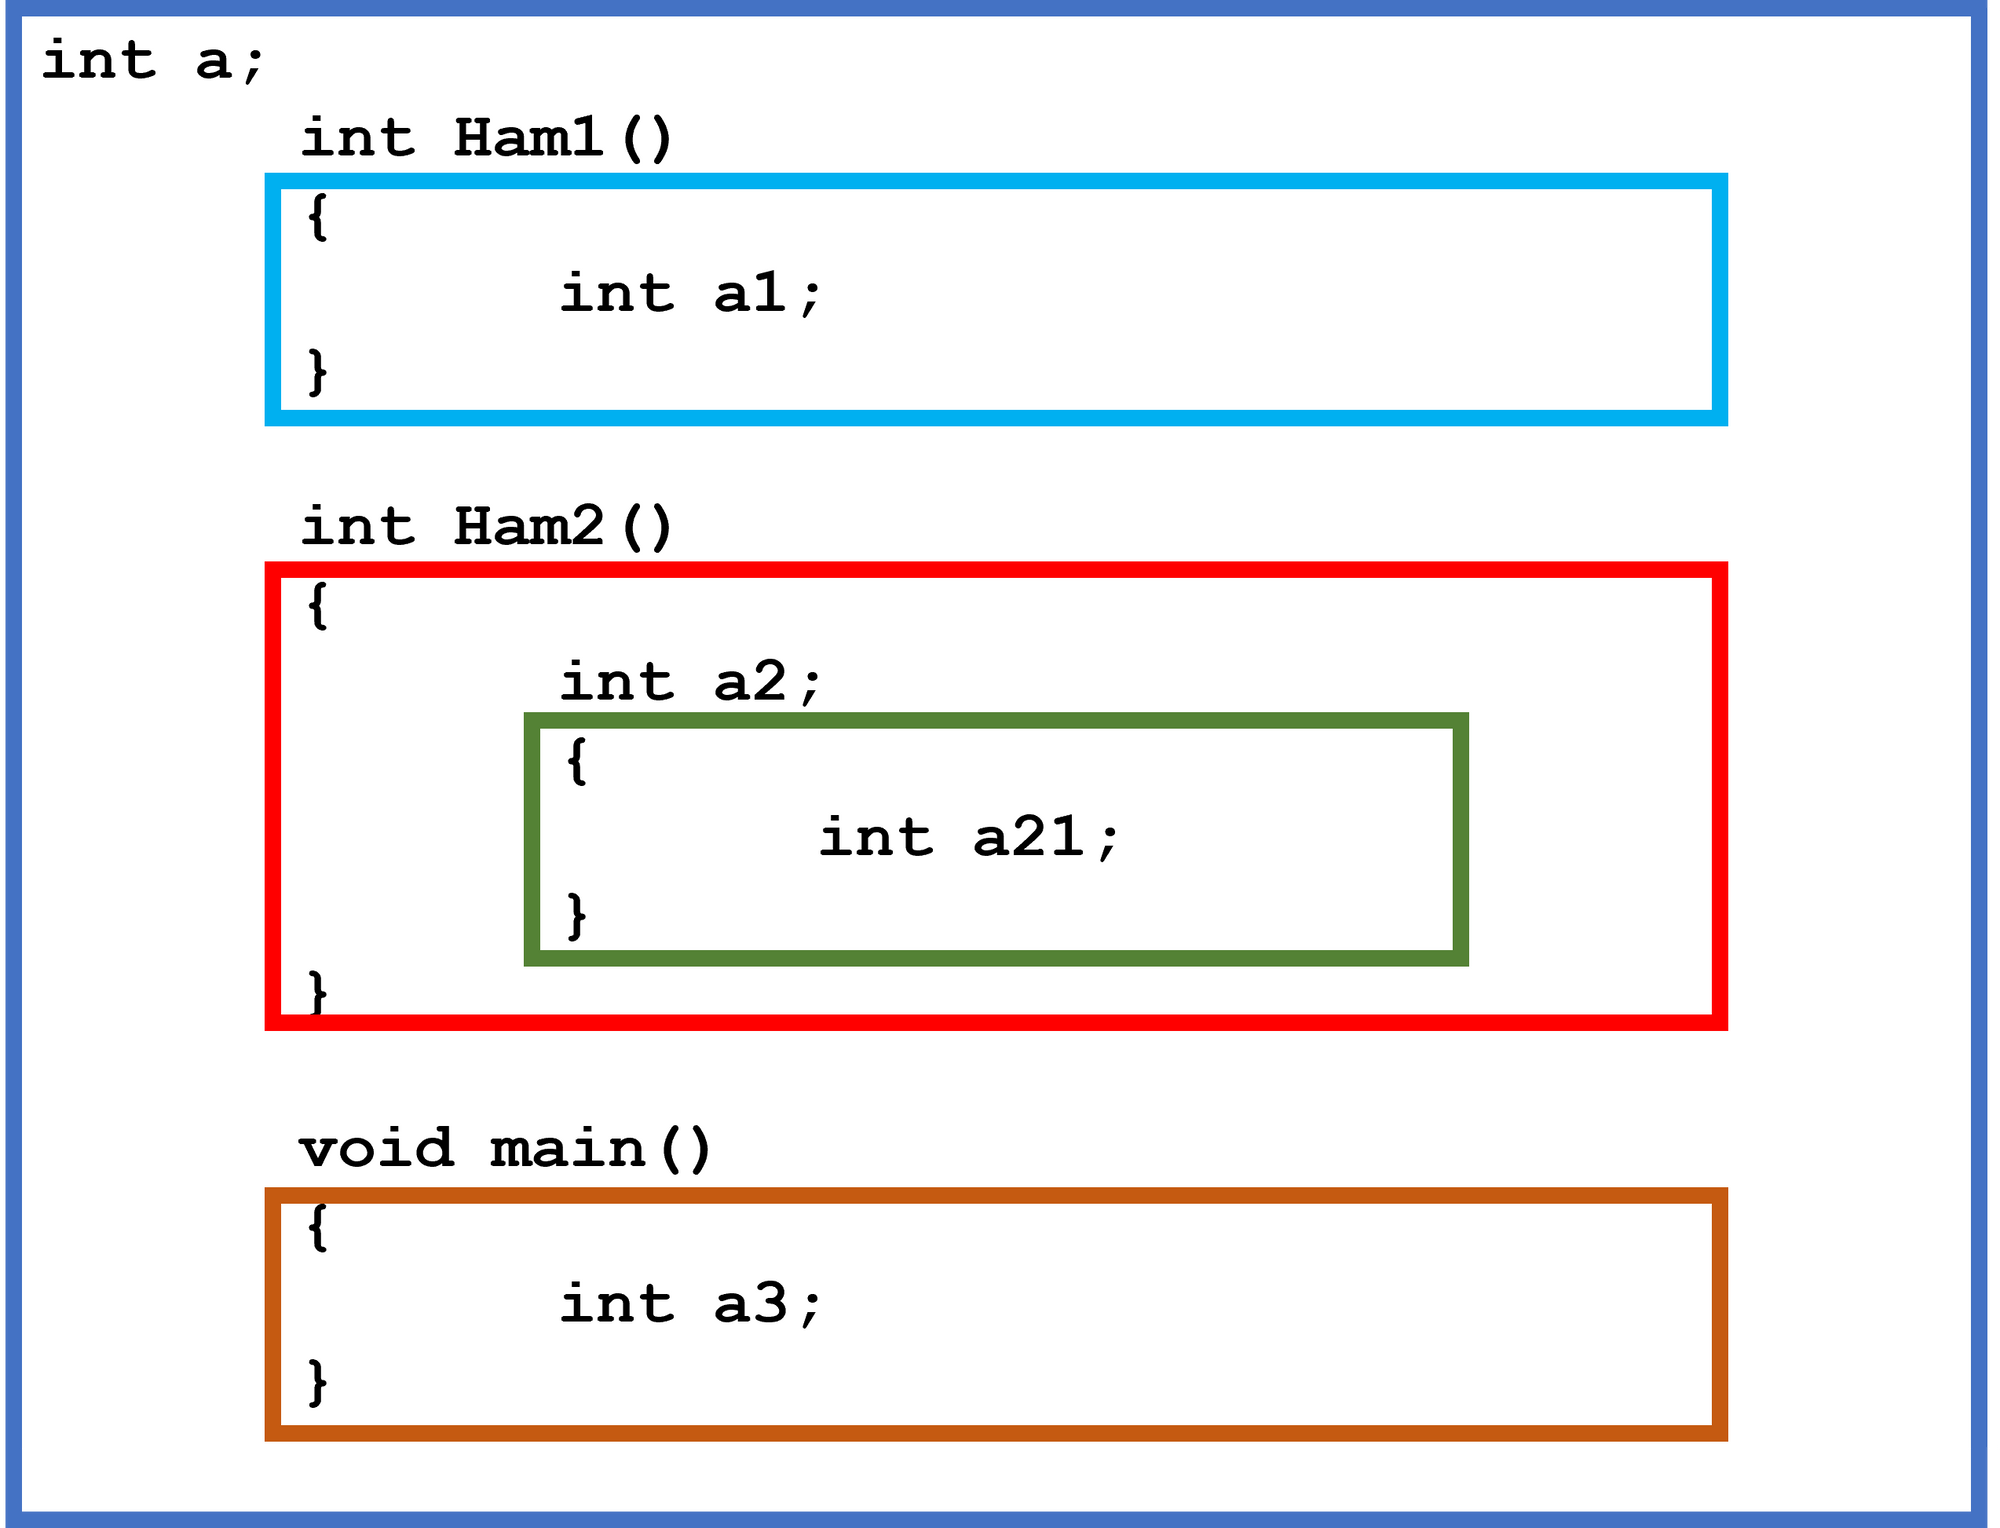 int a;
int Ham1()
{
int a1;
}
int Ham2()
{
int a2;
{
int a21;
}
}
void main()
{
int a3;
}